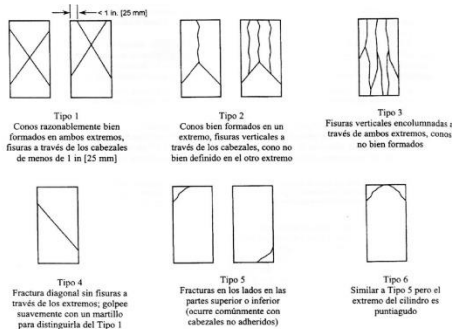 < 1 in. [25 mm]
Tipo 1
Conos razonablemente bien
formados en ambos extremos,
fisuras a través de los cabezales
de menos de 1 in [25 mm]
Tipo 2
Conos bien formados en un
extremo, fisuras verticales a
través de los cabezales, cono no
bien definido en el otro extremo
Tipo 3
Fisuras verticales encolumnadas a
través de ambos extremos, conos
no bien formados
Tipo 4
Fractura diagonal sin fisuras a
través de los extremos; golpee
suavemente con un martillo
para distinguirla del Tipo 1
Tipo 5
Fracturas en los lados en las
partes superior o inferior
(ocurre comúnmente con
cabezales no adheridos)
Tipo 6
Similar a Tipo 5 pero el
extremo del cilindro es
puntiagudo